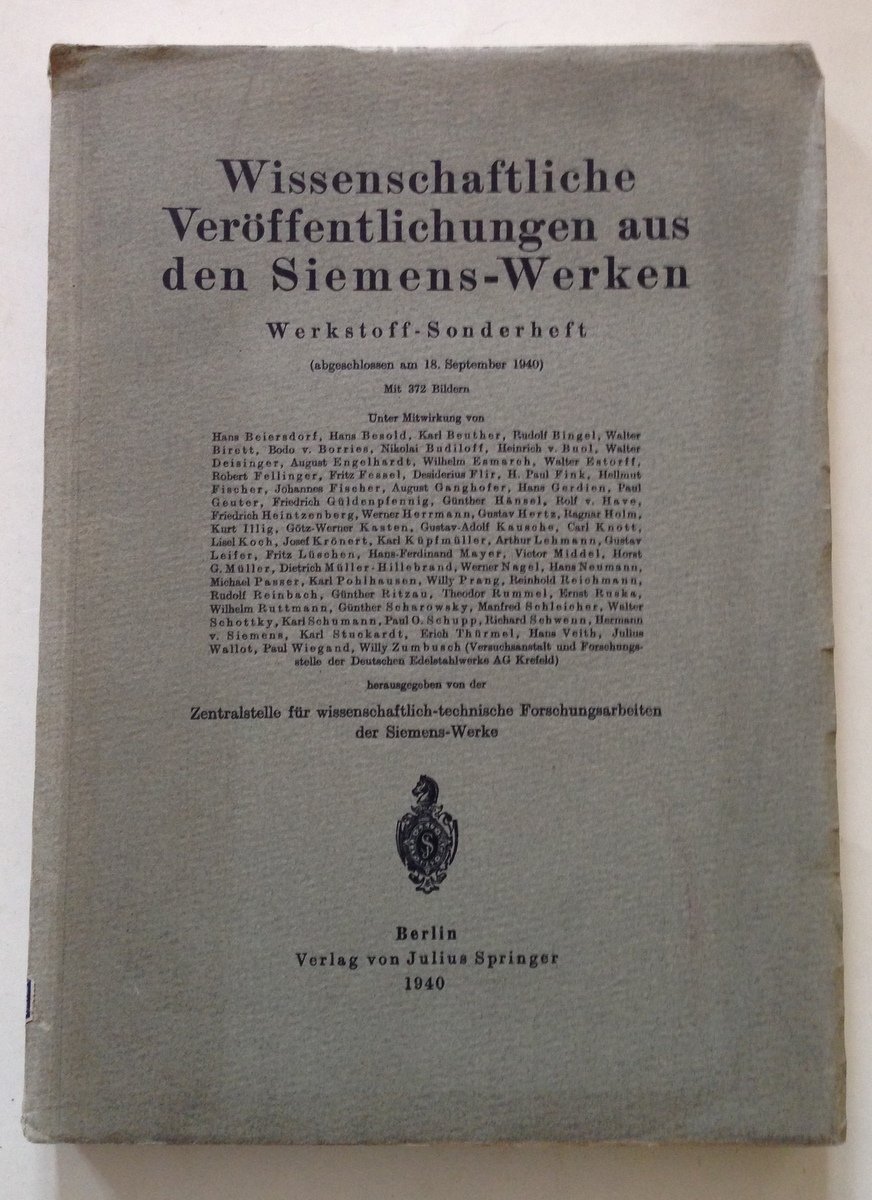 Wissenschaftliche
Veröffentlichungen aus
den Siemens-Werken
Werkstoff-Sonderheft
(abgeschlossen am 18. September 1940)
Mit 372 Bildern
Unter Mitwirkung von
Hans Beiersdorf, Hans Besold, Karl Beuther, Rudolf Bingel, Walter
Birett, Bodo v. Borries, Nikolai Budiloff, Heinrich v. Buol, Walter
Deisinger, August Engelhardt, Wilhelm Esmarch, Walter Estorff,
Robert Fellinger, Fritz Fessel, Desiderius Flir, H. Paul Fink, Hellmut
Fischer, Johannes Fischer, August Ganghofer, Hans Gerdien, Paul
Geuter, Friedrich Güldenpfennig, Günther Hänsel, Rolf v. Have,
Friedrich Heintzenberg, Werner Herrmann, Gustav Hertz, Ragnar Holm,
Kurt Illig, Götz-Werner Kasten, Gustav-Adolf Kausche, Carl Knott,
Lisel Koch, Josef Krönert, Karl Küpfmüller, Arthur Lehmann, Gustav
Leifer, Fritz Lüschen, Hans-Ferdinand Mayer, Victor Middel, Horst
G. Müller, Dietrich Müller-Hillebrand, Werner Nagel, Hans Neumann,
Michael Passer, Karl Pohlhausen, Willy Prang, Reinhold Reichmann,
Rudolf Reinbach, Günther Ritzau, Theodor Rummel, Ernst Ruska,
Wilhelm Ruttmann, Günther Scharowsky, Manfred Schleicher, Walter
Schottky, Karl Schumann, Paul O. Schupp, Richard Schwenn, Hermann
v. Siemens, Karl Stuckardt, Erich Thürmel, Hans Veith, Julius
Wallot, Paul Wiegand, Willy Zumbusch (Versuchsanstalt und Forschungs-
stelle der Deutschen Edelstahlwerke AG Krefeld)
herausgegeben von der
Zentralstelle für wissenschaftlich-technische Forschungsarbeiten
der Siemens-Werke
Berlin
Verlag von Julius Springer
1940